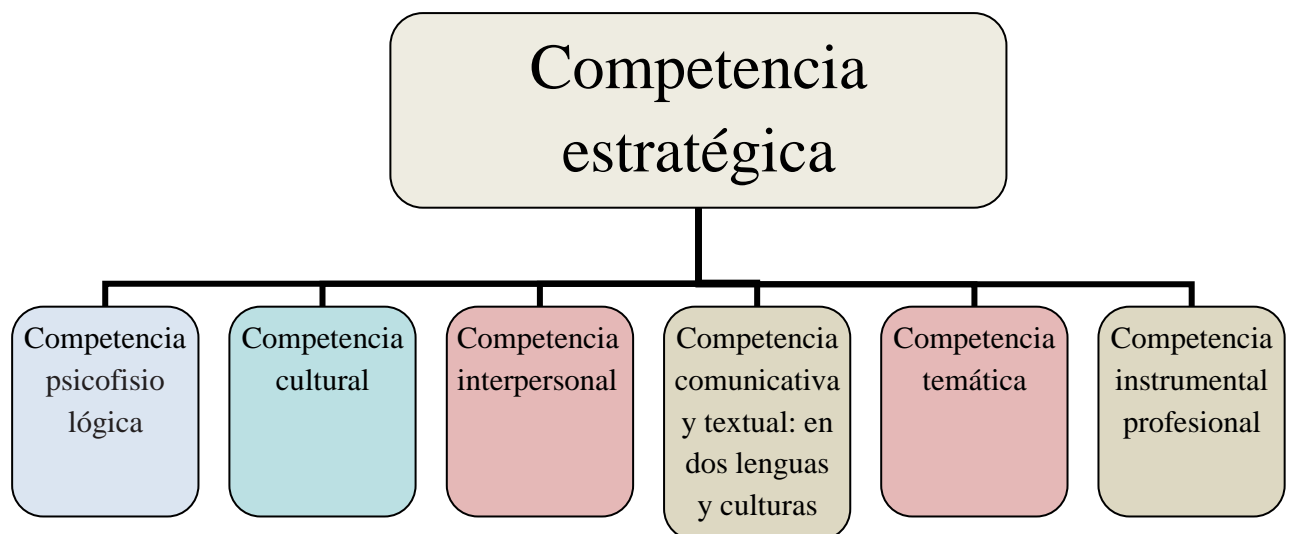 Competencia
estratégica
Competencia
psicofisio
lógica
Competencia
cultural
Competencia
interpersonal
Competencia
comunicativa
y textual: en
dos lenguas
y culturas
Competencia
temática
Competencia
instrumental
profesional